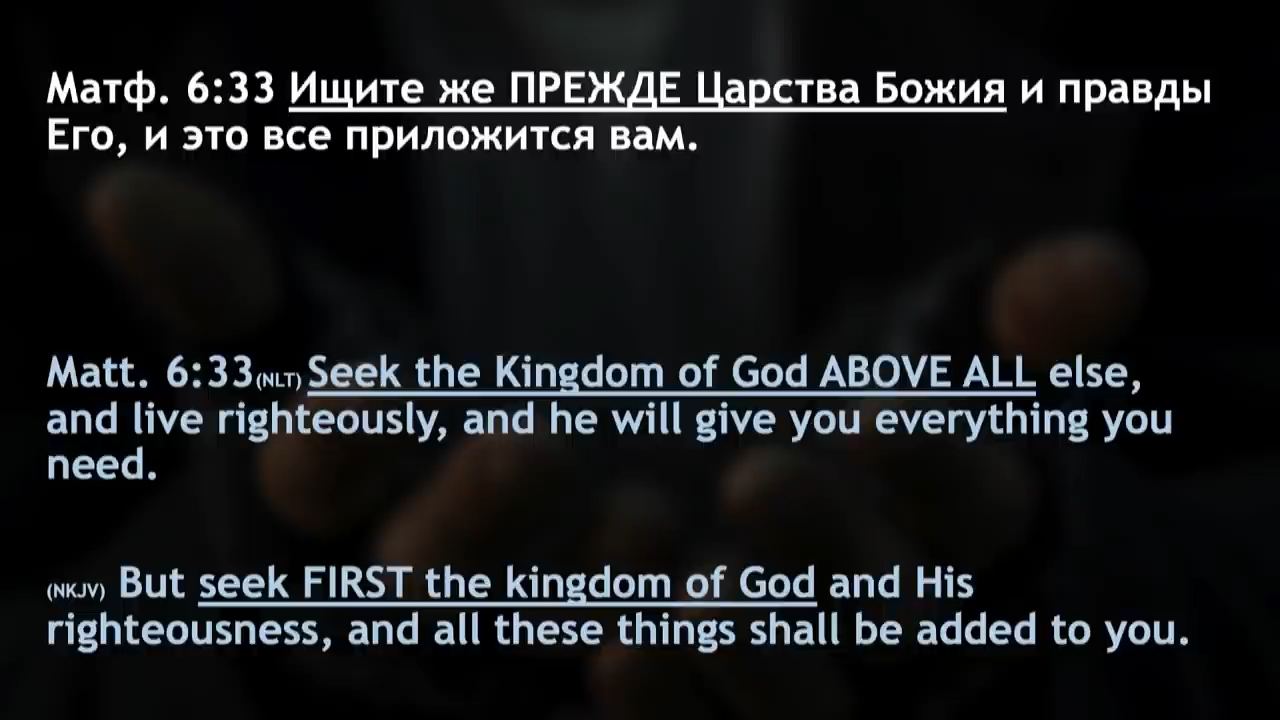 Матф. 6:33 Ищите же ПРЕЖДЕ Царства Божия и правды
Его, и это все приложится вам.
Matt. 6:33(NLT) Seek the Kingdom of God ABOVE ALL else,
and live righteously, and he will give you everything you
need.
(NKJV) But seek FIRST the kingdom of God and His
righteousness, and all these things shall be added to you.